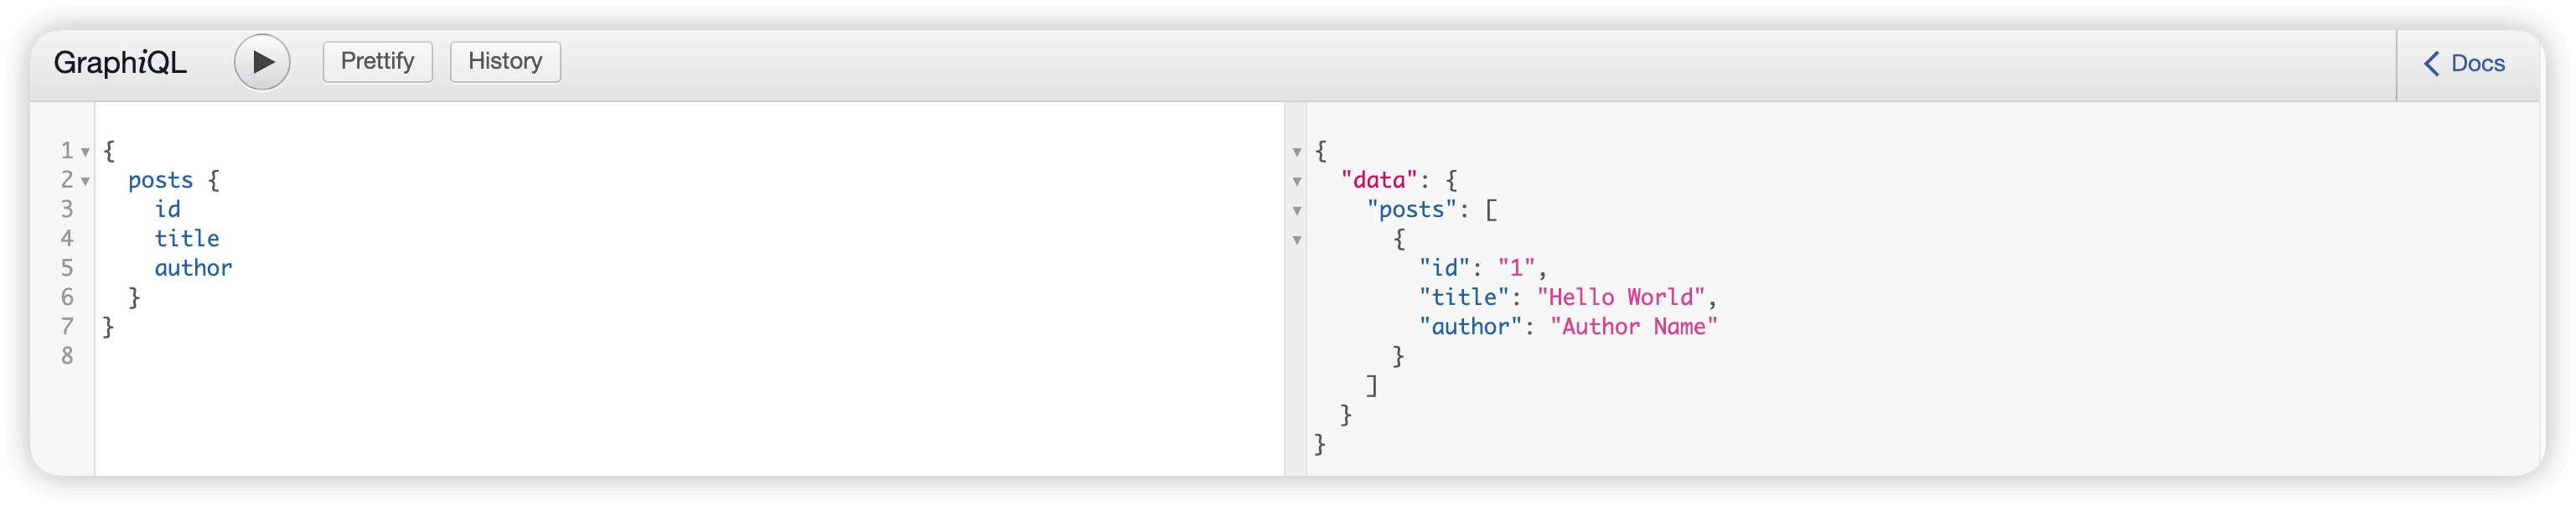 GraphiQL Prettify History Docs
1 {
2   posts {
3     id
4     title
5     author
6   }
7 }
8
{
  "data": {
    "posts": [
      {
        "id": "1",
        "title": "Hello World",
        "author": "Author Name"
      }
    ]
  }
}